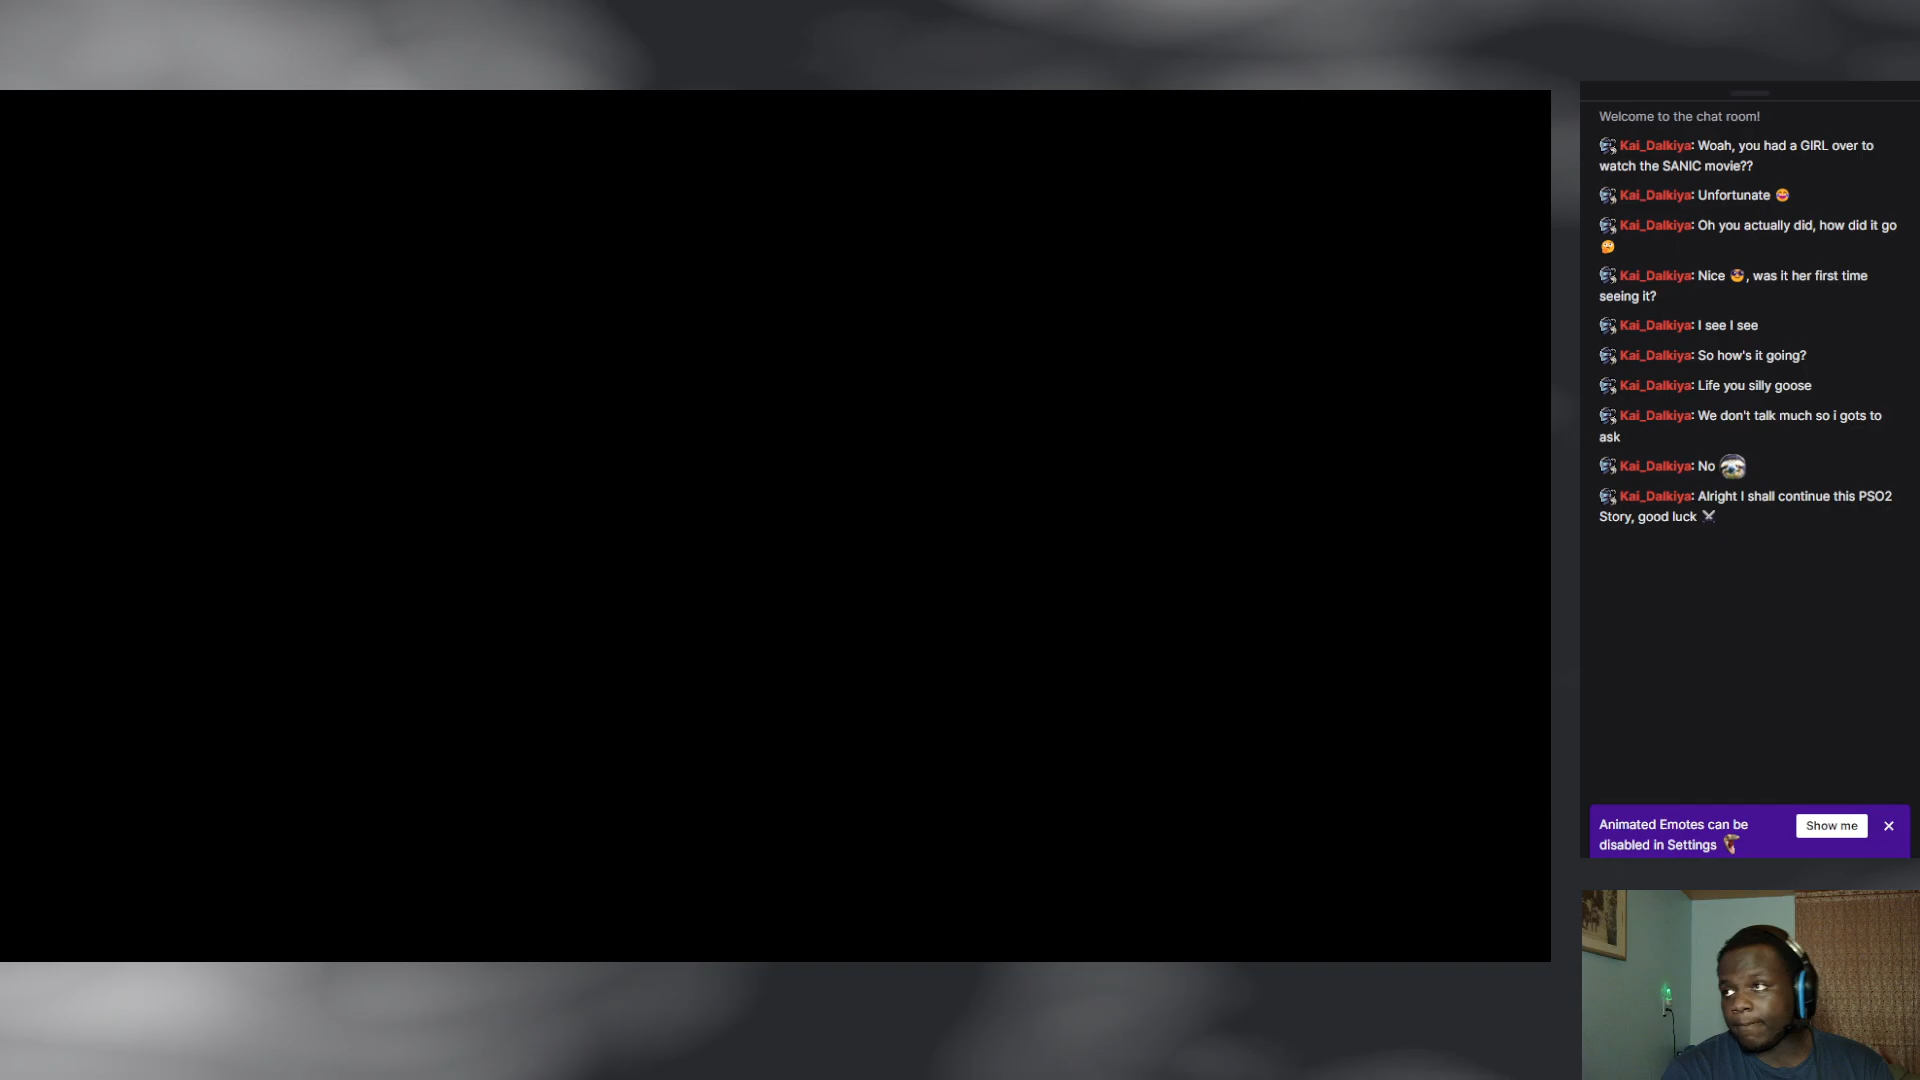 Welcome to the chat room!
Kai_Dalkiya: Woah, you had a GIRL over to
watch the SANIC movie??
Kai_Dalkiya: Unfortunate
Kai_Dalkiya: Oh you actually did, how did it go
Kai_Dalkiya: Nice , was it her first time
seeing it?
Kai_Dalkiya: I see I see
Kai_Dalkiya: So how's it going?
Kai_Dalkiya: Life you silly goose
Kai_Dalkiya: We don't talk much so i gots to
ask
Kai_Dalkiya: No
Kai_Dalkiya: Alright I shall continue this PSO2
Story, good luck
Animated Emotes can be
disabled in Settings
Show me